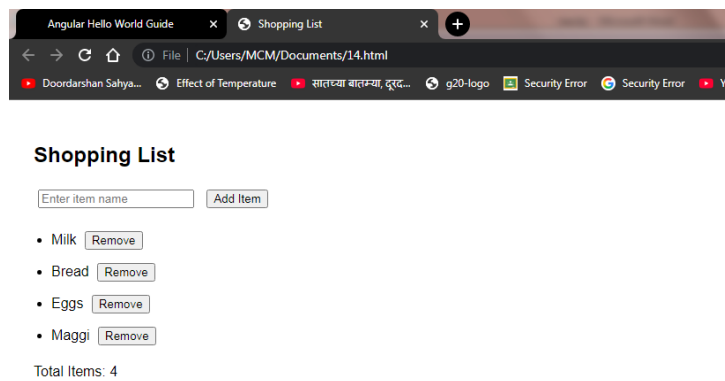 Angular Hello World Guide × Shopping List × +
File | C:/Users/MCM/Documents/14.html
Doordarshan Sahya... Effect of Temperature सातच्या बातम्या, दूरद... g20-logo Security Error Security Error Y
Shopping List
Enter item name Add Item
• Milk Remove
• Bread Remove
• Eggs Remove
• Maggi Remove
Total Items: 4